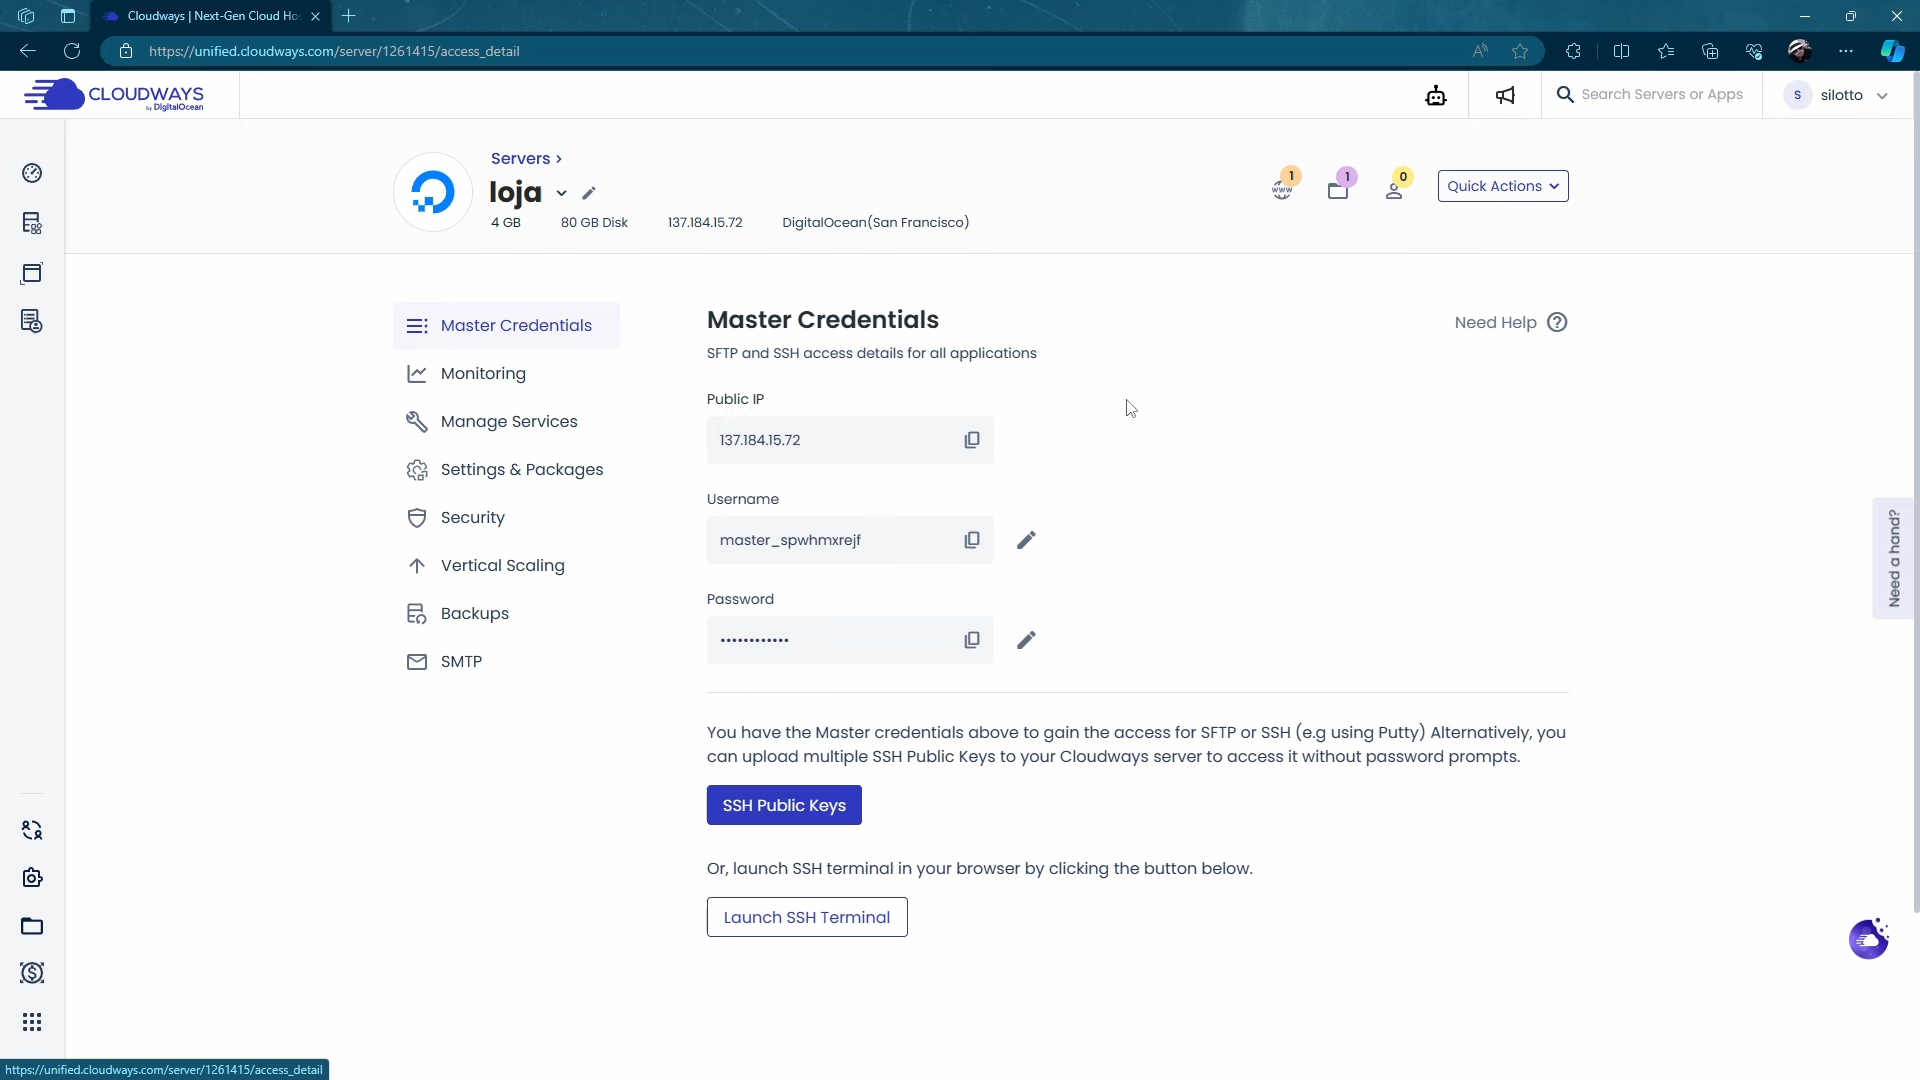 Cloudways | Next-Gen Cloud Ho
https://unified.cloudways.com/server/1261415/access_detail
CLOUDWAYS
by DigitalOcean
Search Servers or Apps
S
silotto
Servers >
loja
4 GB
80 GB Disk
137.184.15.72
DigitalOcean(San Francisco)
www
1
1
0
Quick Actions
Master Credentials
Monitoring
Manage Services
Settings & Packages
Security
Vertical Scaling
Backups
SMTP
Master Credentials
Need Help
SFTP and SSH access details for all applications
Public IP
137.184.15.72
Username
master_spwhmxrejf
Password
••••••••••••
You have the Master credentials above to gain the access for SFTP or SSH (e.g using Putty) Alternatively, you
can upload multiple SSH Public Keys to your Cloudways server to access it without password prompts.
SSH Public Keys
Or, launch SSH terminal in your browser by clicking the button below.
Launch SSH Terminal
Need a hand?
https://unified.cloudways.com/server/1261415/access_detail